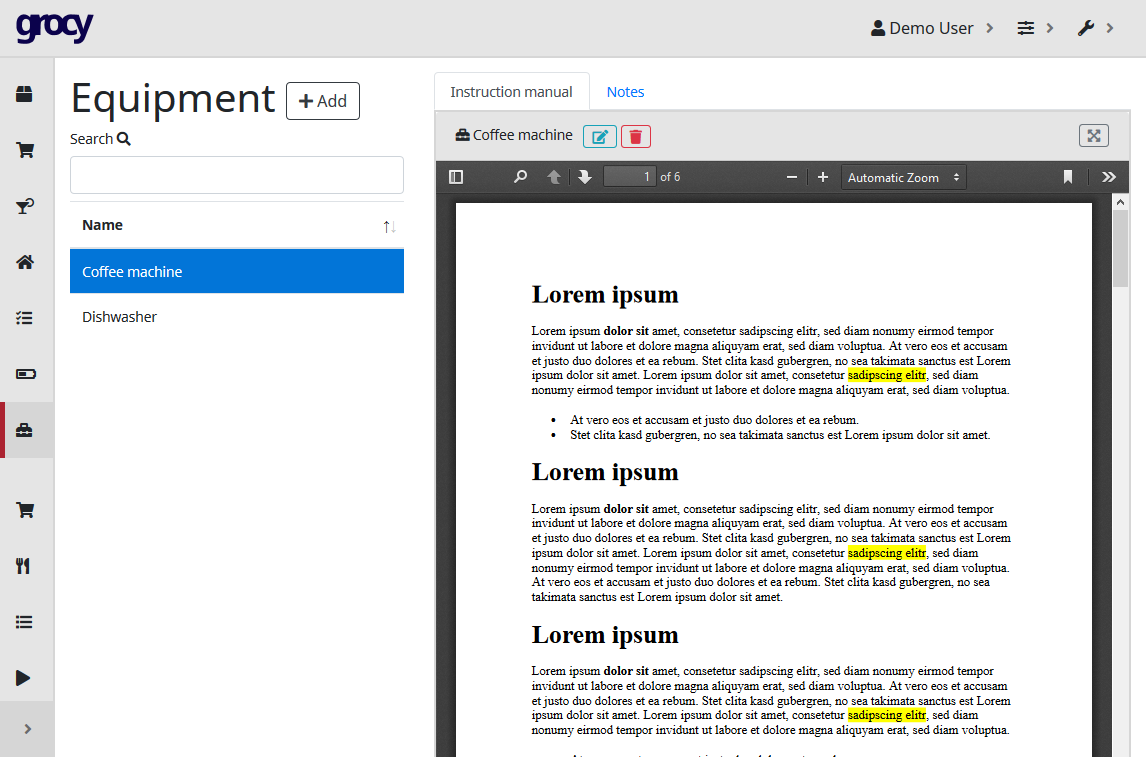 grocy
Demo User
Equipment
Add
Search
Name
Coffee machine
Dishwasher
Instruction manual
Notes
Coffee machine
1 of 6
Automatic Zoom
Lorem ipsum
Lorem ipsum dolor sit amet, consetetur sadipscing elitr, sed diam nonumy eirmod tempor
invidunt ut labore et dolore magna aliquyam erat, sed diam voluptua. At vero eos et accusam
et justo duo dolores et ea rebum. Stet clita kasd gubergren, no sea takimata sanctus est Lorem
ipsum dolor sit amet. Lorem ipsum dolor sit amet, consetetur sadipscing elitr, sed diam
nonumy eirmod tempor invidunt ut labore et dolore magna aliquyam erat, sed diam voluptua.
• At vero eos et accusam et justo duo dolores et ea rebum.
• Stet clita kasd gubergren, no sea takimata sanctus est Lorem ipsum dolor sit amet.
Lorem ipsum
Lorem ipsum dolor sit amet, consetetur sadipscing elitr, sed diam nonumy eirmod tempor
invidunt ut labore et dolore magna aliquyam erat, sed diam voluptua. At vero eos et accusam
et justo duo dolores et ea rebum. Stet clita kasd gubergren, no sea takimata sanctus est Lorem
ipsum dolor sit amet. Lorem ipsum dolor sit amet, consetetur sadipscing elitr, sed diam
nonumy eirmod tempor invidunt ut labore et dolore magna aliquyam erat, sed diam voluptua.
At vero eos et accusam et justo duo dolores et ea rebum. Stet clita kasd gubergren, no sea
takimata sanctus est Lorem ipsum dolor sit amet.
Lorem ipsum
Lorem ipsum dolor sit amet, consetetur sadipscing elitr, sed diam nonumy eirmod tempor
invidunt ut labore et dolore magna aliquyam erat, sed diam voluptua. At vero eos et accusam
et justo duo dolores et ea rebum. Stet clita kasd gubergren, no sea takimata sanctus est Lorem
ipsum dolor sit amet. Lorem ipsum dolor sit amet, consetetur sadipscing elitr, sed diam
nonumy eirmod tempor invidunt ut labore et dolore magna aliquyam erat, sed diam voluptua.